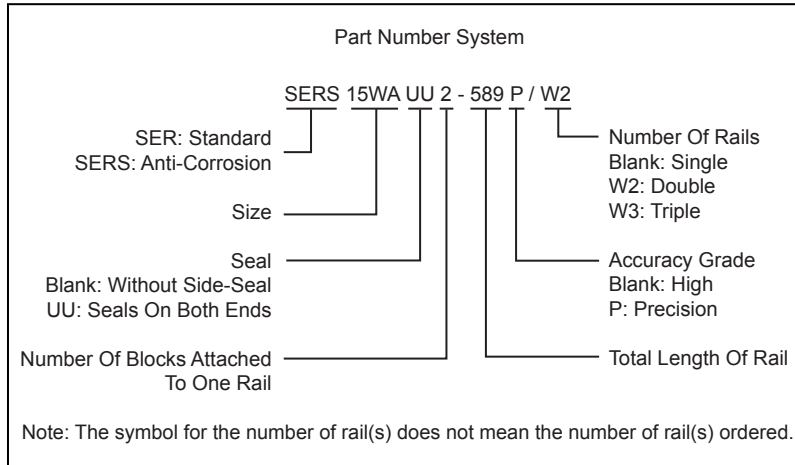 Part Number System
SERS 15WA UU 2 - 589 P / W2
SER: Standard
SERS: Anti-Corrosion
Size
Seal
Blank: Without Side-Seal
UU: Seals On Both Ends
Number Of Blocks Attached
To One Rail
Number Of Rails
Blank: Single
W2: Double
W3: Triple
Accuracy Grade
Blank: High
P: Precision
Total Length Of Rail
Note: The symbol for the number of rail(s) does not mean the number of rail(s) ordered.